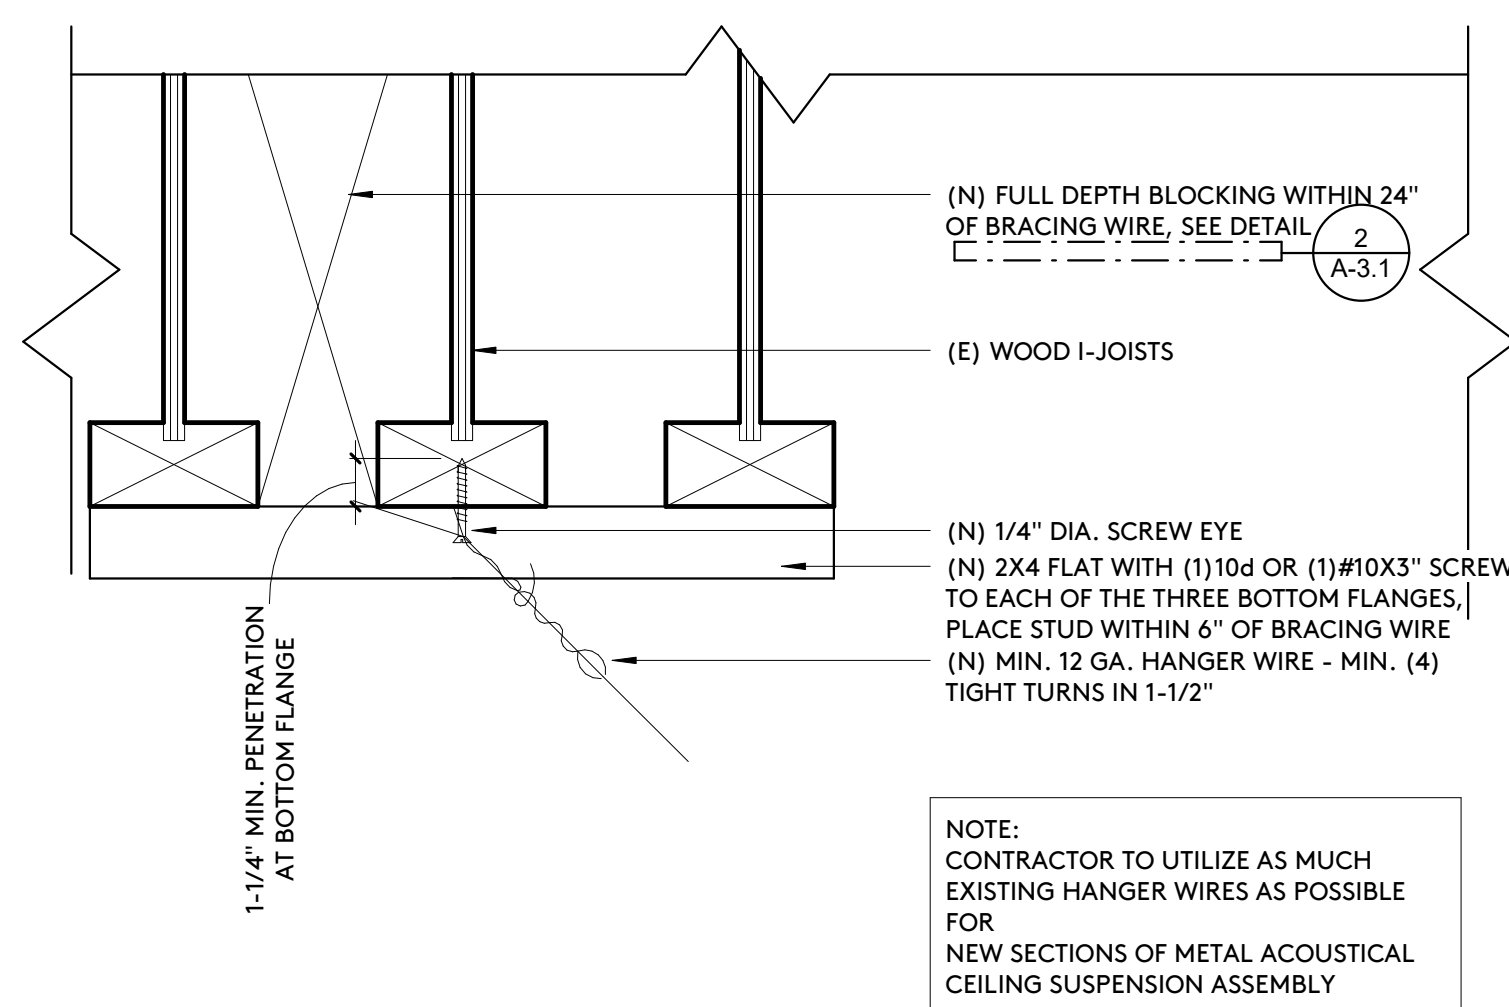 (N) FULL DEPTH BLOCKING WITHIN 24"
OF BRACING WIRE, SEE DETAIL
2
A-3.1
(E) WOOD I-JOISTS
(N) 1/4" DIA. SCREW EYE
(N) 2X4 FLAT WITH (1)10d OR (1)#10X3" SCREW
TO EACH OF THE THREE BOTTOM FLANGES,
PLACE STUD WITHIN 6" OF BRACING WIRE
(N) MIN. 12 GA. HANGER WIRE - MIN. (4)
TIGHT TURNS IN 1-1/2"
1-1/4" MIN. PENETRATION
AT BOTTOM FLANGE
NOTE:
CONTRACTOR TO UTILIZE AS MUCH
EXISTING HANGER WIRES AS POSSIBLE
FOR
NEW SECTIONS OF METAL ACOUSTICAL
CEILING SUSPENSION ASSEMBLY